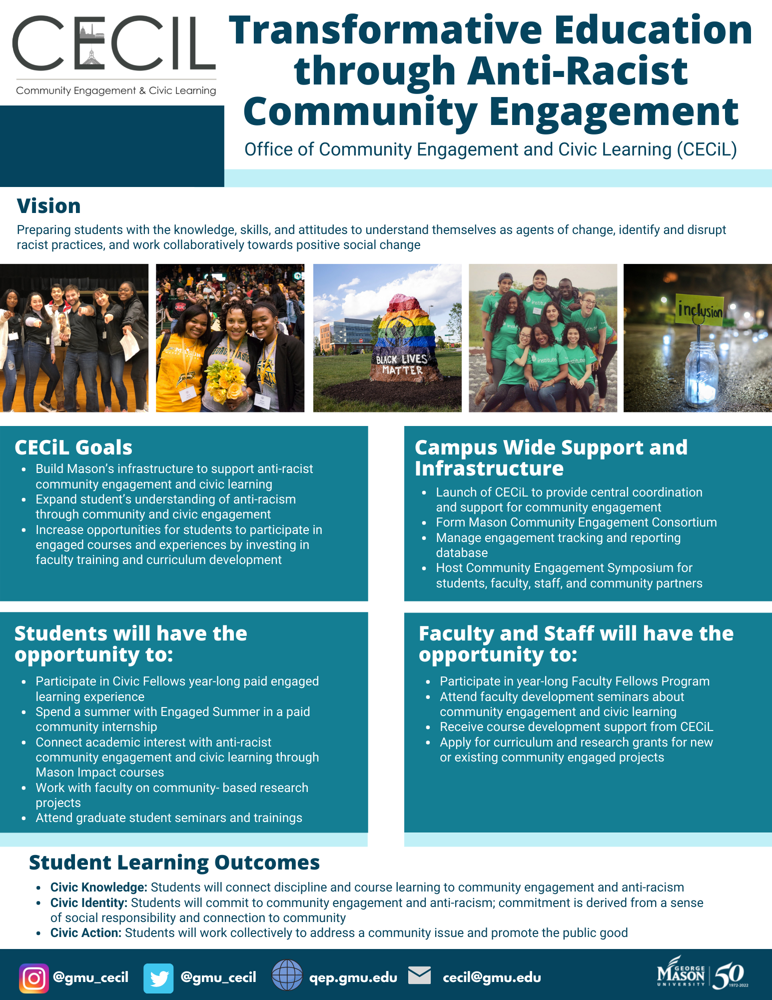 CECIL
Community Engagement & Civic Learning
Transformative Education
through Anti-Racist
Community Engagement
Office of Community Engagement and Civic Learning (CECiL)
Vision
Preparing students with the knowledge, skills, and attitudes to understand themselves as agents of change, identify and disrupt
racist practices, and work collaboratively towards positive social change
BLACK LIVES
MATTER
institute
institute
inclusion
CECiL Goals
• Build Mason's infrastructure to support anti-racist
community engagement and civic learning
• Expand student's understanding of anti-racism
through community and civic engagement
• Increase opportunities for students to participate in
engaged courses and experiences by investing in
faculty training and curriculum development
Campus Wide Support and
Infrastructure
• Launch of CECiL to provide central coordination
and support for community engagement
• Form Mason Community Engagement Consortium
• Manage engagement tracking and reporting
database
• Host Community Engagement Symposium for
students, faculty, staff, and community partners
Students will have the
opportunity to:
• Participate in Civic Fellows year-long paid engaged
learning experience
• Spend a summer with Engaged Summer in a paid
community internship
• Connect academic interest with anti-racist
community engagement and civic learning through
Mason Impact courses
• Work with faculty on community- based research
projects
• Attend graduate student seminars and trainings
Faculty and Staff will have the
opportunity to:
• Participate in year-long Faculty Fellows Program
• Attend faculty development seminars about
community engagement and civic learning
• Receive course development support from CECiL
• Apply for curriculum and research grants for new
or existing community engaged projects
Student Learning Outcomes
• Civic Knowledge: Students will connect discipline and course learning to community engagement and anti-racism
• Civic Identity: Students will commit to community engagement and anti-racism; commitment is derived from a sense
of social responsibility and connection to community
• Civic Action: Students will work collectively to address a community issue and promote the public good
@gmu_cecil
@gmu_cecil
qep.gmu.edu
cecil@gmu.edu
GEORGE
MASON
UNIVERSITY
50
1972-2022